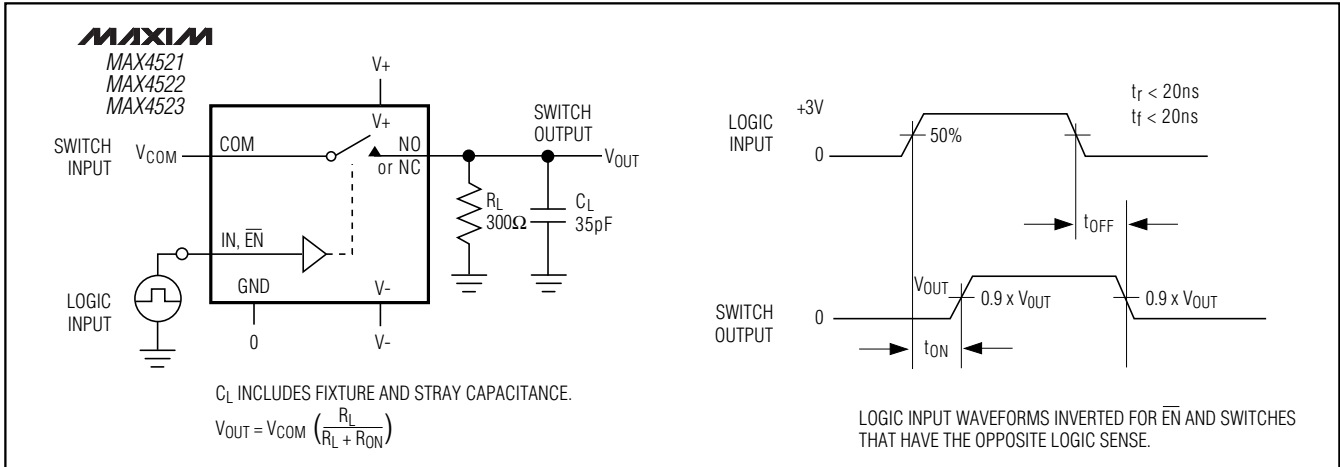 MAXIM
MAX4521
MAX4522
MAX4523
V+
V+
SWITCH
INPUT
VCOM
COM
NO
or NC
SWITCH
OUTPUT
VOUT
RL
300Ω
CL
35pF
IN, E̅N̅
GND
V-
LOGIC
INPUT
0
V-
CL INCLUDES FIXTURE AND STRAY CAPACITANCE.
VOUT = VCOM (RL / RL + RON)
LOGIC
INPUT
+3V
0
50%
tr < 20ns
tf < 20ns
tOFF
SWITCH
OUTPUT
VOUT
0
0.9 x VOUT
0.9 x VOUT
tON
LOGIC INPUT WAVEFORMS INVERTED FOR E̅N̅ AND SWITCHES
THAT HAVE THE OPPOSITE LOGIC SENSE.